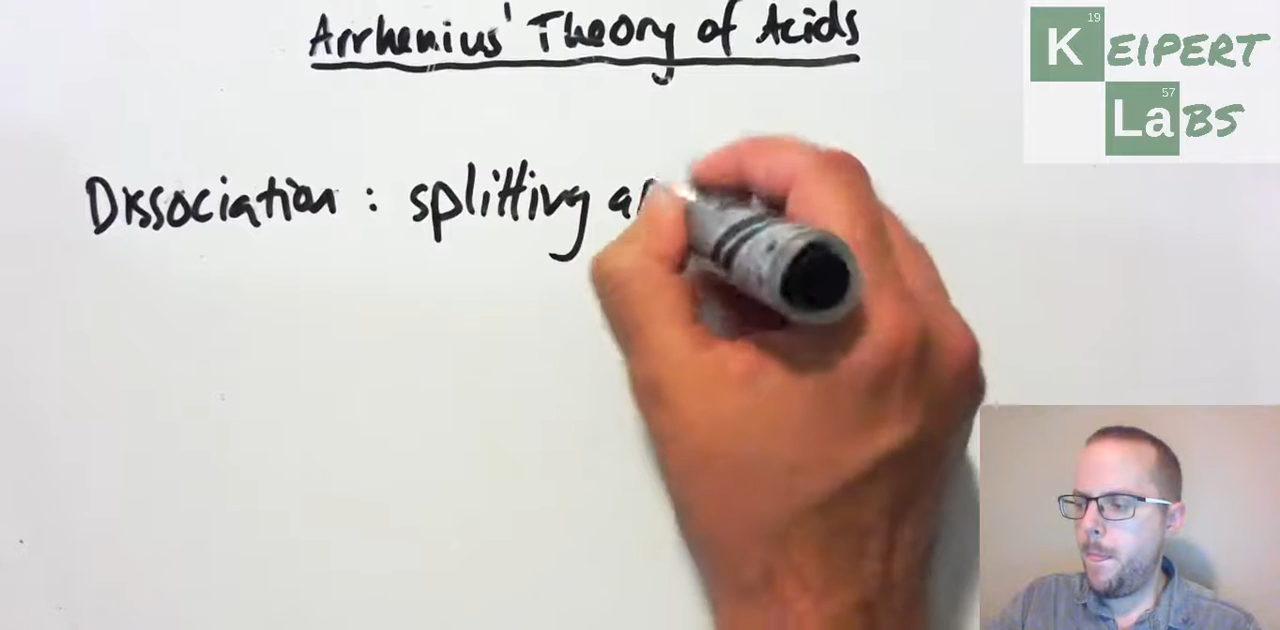 Arrhenius' Theory of Acids
19
KEIPERT
57
LaBS
Dissociation : splitting